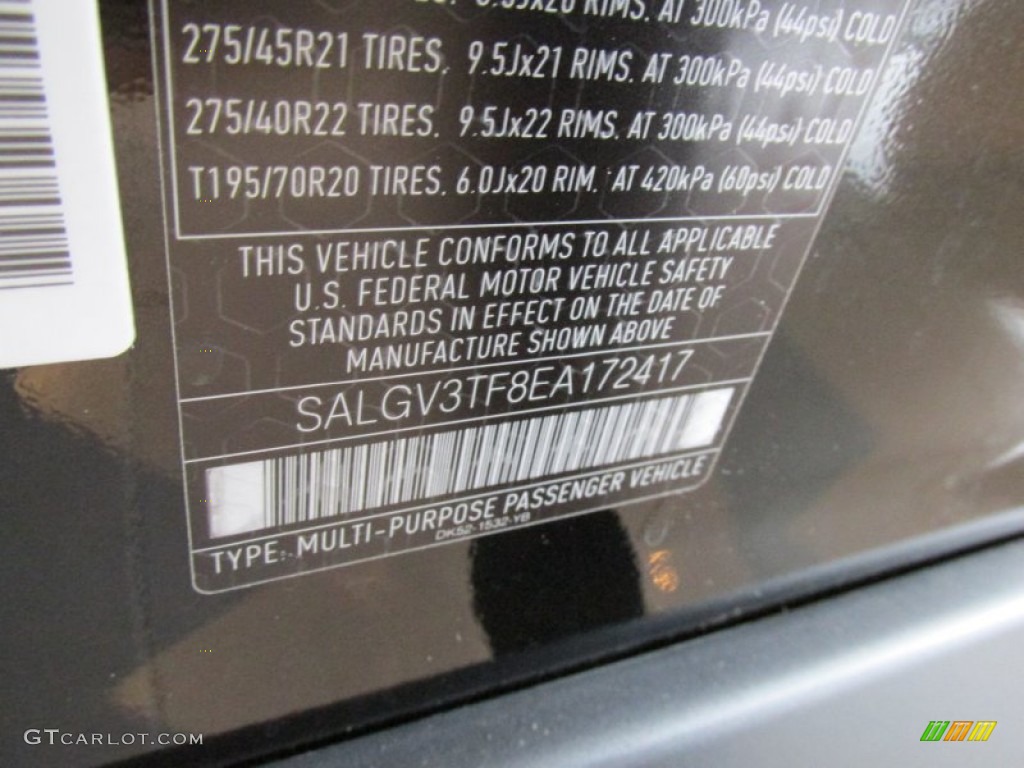 RIMS. AT 300kPa (44psi) COLD
275/45R21 TIRES. 9.5Jx21 RIMS. AT 300kPa (44psi) COLD
275/40R22 TIRES. 9.5Jx22 RIMS. AT 300kPa (44psi) COLD
T195/70R20 TIRES. 6.0Jx20 RIM. AT 420kPa (60psi) COLD
THIS VEHICLE CONFORMS TO ALL APPLICABLE
U.S. FEDERAL MOTOR VEHICLE SAFETY
STANDARDS IN EFFECT ON THE DATE OF
MANUFACTURE SHOWN ABOVE
SALGV3TF8EA172417
TYPE: MULTI-PURPOSE PASSENGER VEHICLE
DK52-1532-YB
GTCARLOT.COM